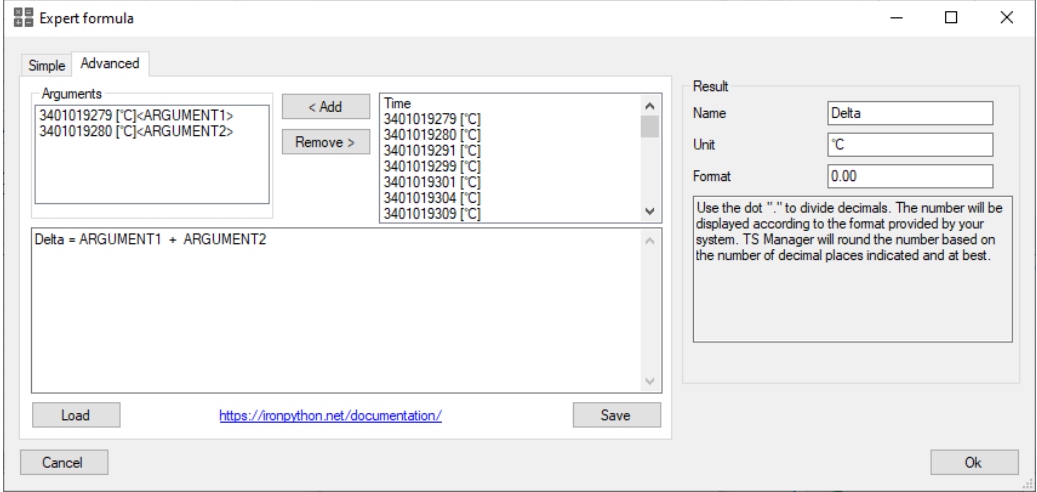 Expert formula
Simple
Advanced
Arguments
3401019279 [°C]<ARGUMENT1>
3401019280 [°C]<ARGUMENT2>
< Add
Remove >
Time
3401019279 [°C]
3401019280 [°C]
3401019291 [°C]
3401019299 [°C]
3401019301 [°C]
3401019304 [°C]
3401019309 [°C]
Delta = ARGUMENT1 + ARGUMENT2
Load
https://ironpython.net/documentation/
Save
Result
Name
Delta
Unit
°C
Format
0.00
Use the dot "." to divide decimals. The number will be
displayed according to the format provided by your
system. TS Manager will round the number based on
the number of decimal places indicated and at best.
Cancel
Ok